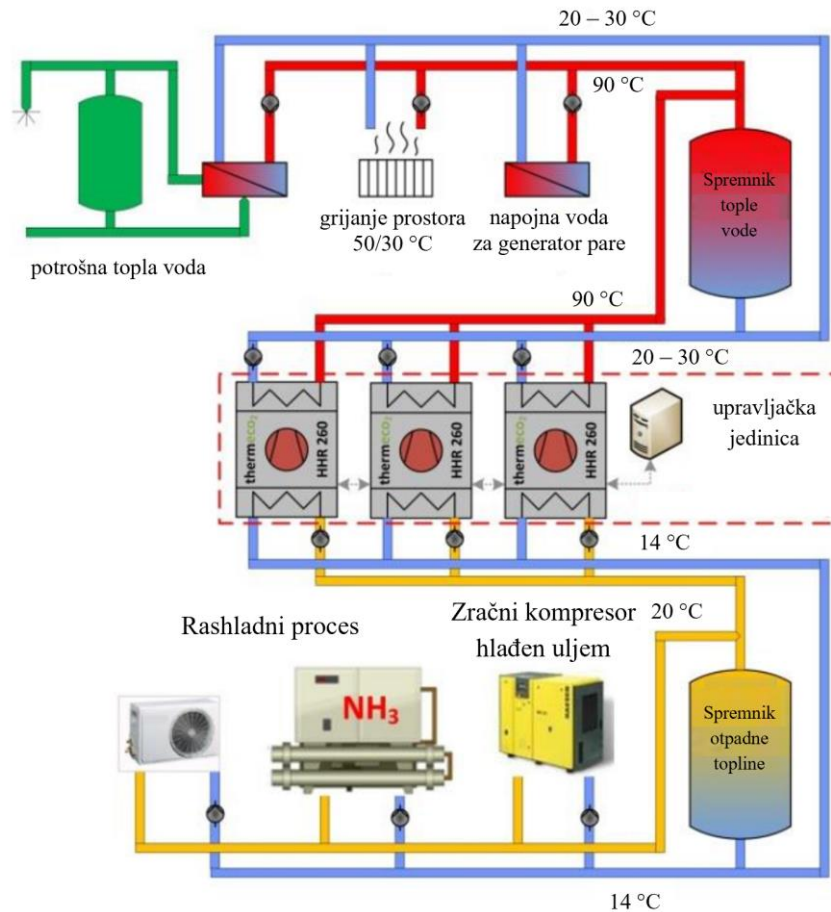 20 – 30 °C
90 °C
Spremnik
tople
vode
grijanje prostora
50/30 °C
napojna voda
za generator pare
potrošna topla voda
90 °C
20 – 30 °C
thermeco₂
HHR 260
thermeco₂
HHR 260
thermeco₂
HHR 260
upravljačka
jedinica
14 °C
20 °C
Rashladni proces
Zračni kompresor
hlađen uljem
NH₃
KAESER
Spremnik
otpadne
topline
14 °C